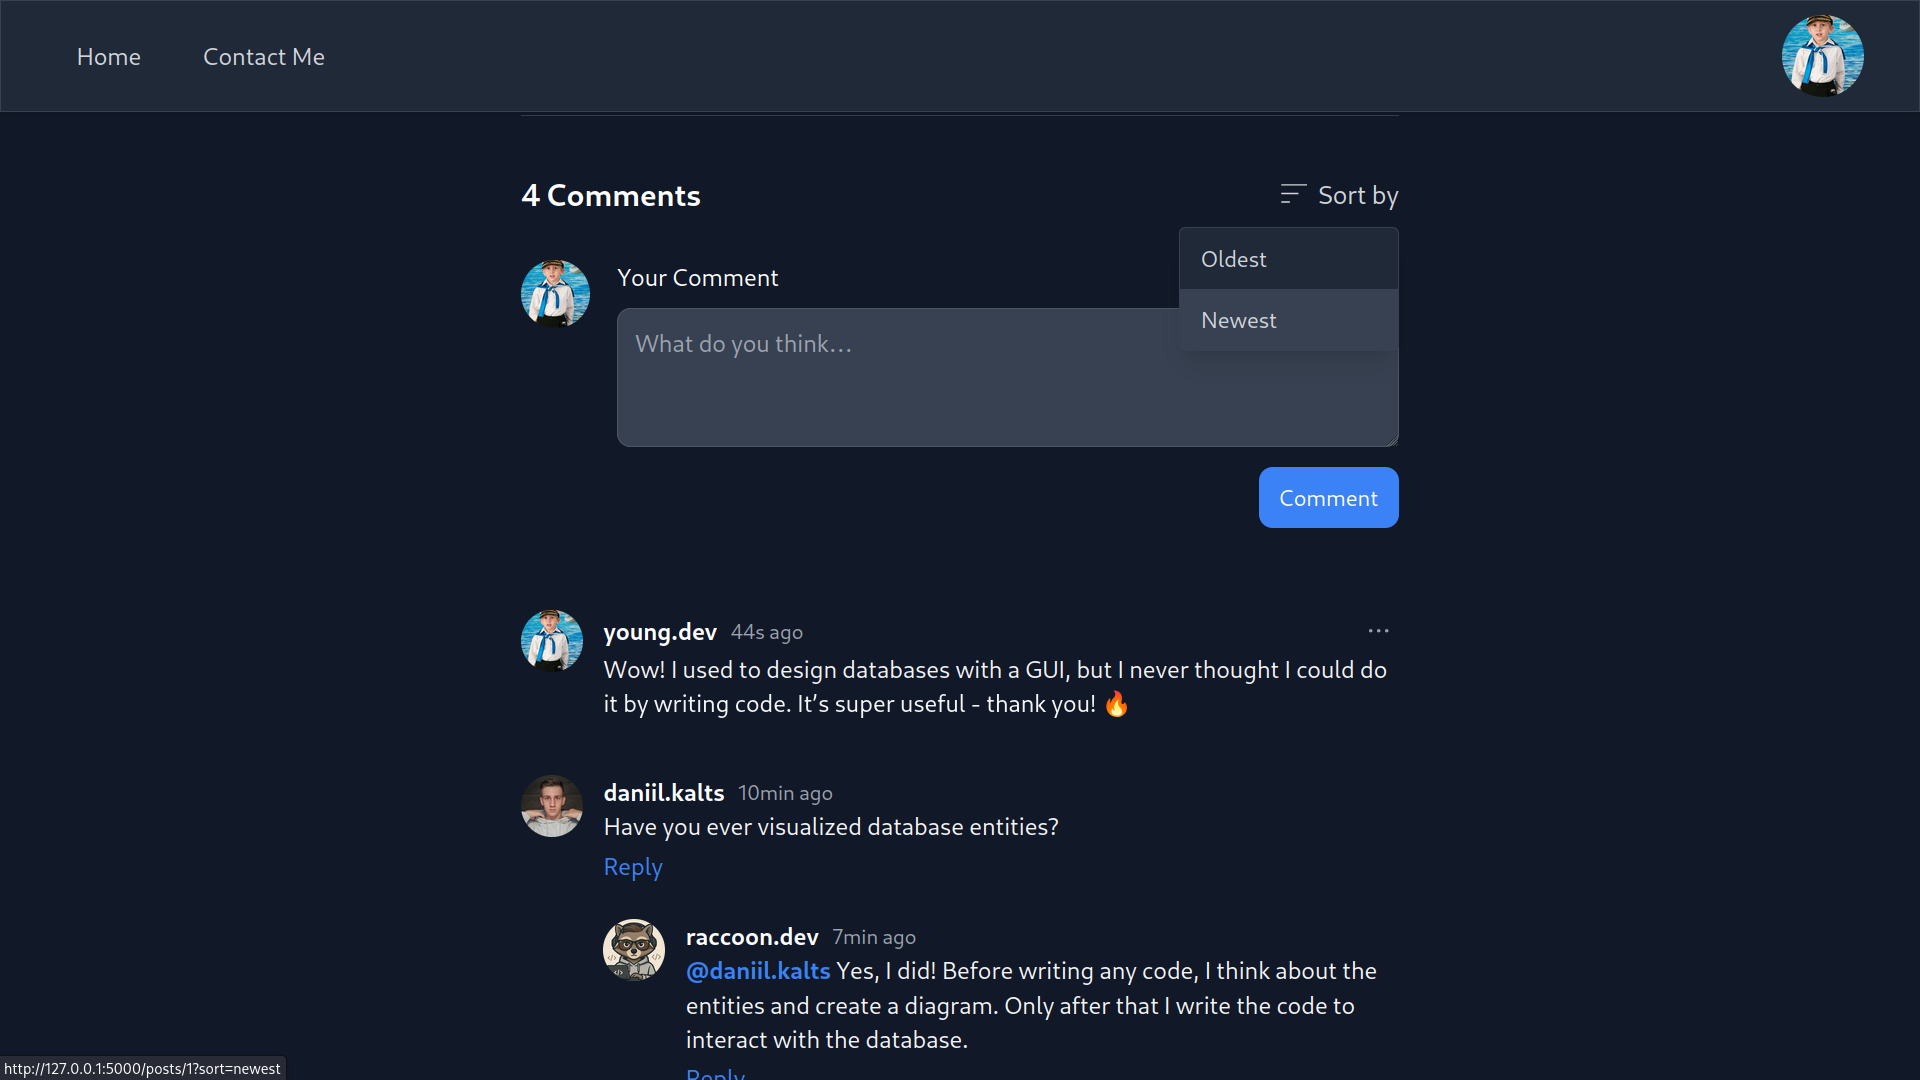 Home
Contact Me
4 Comments
Sort by
Oldest
Newest
Your Comment
What do you think...
Comment
young.dev 44s ago
Wow! I used to design databases with a GUI, but I never thought I could do
it by writing code. It’s super useful - thank you! 🔥
daniil.kalts 10min ago
Have you ever visualized database entities?
Reply
raccoon.dev 7min ago
@daniil.kalts Yes, I did! Before writing any code, I think about the
entities and create a diagram. Only after that I write the code to
interact with the database.
Reply
http://127.0.0.1:5000/posts/1?sort=newest